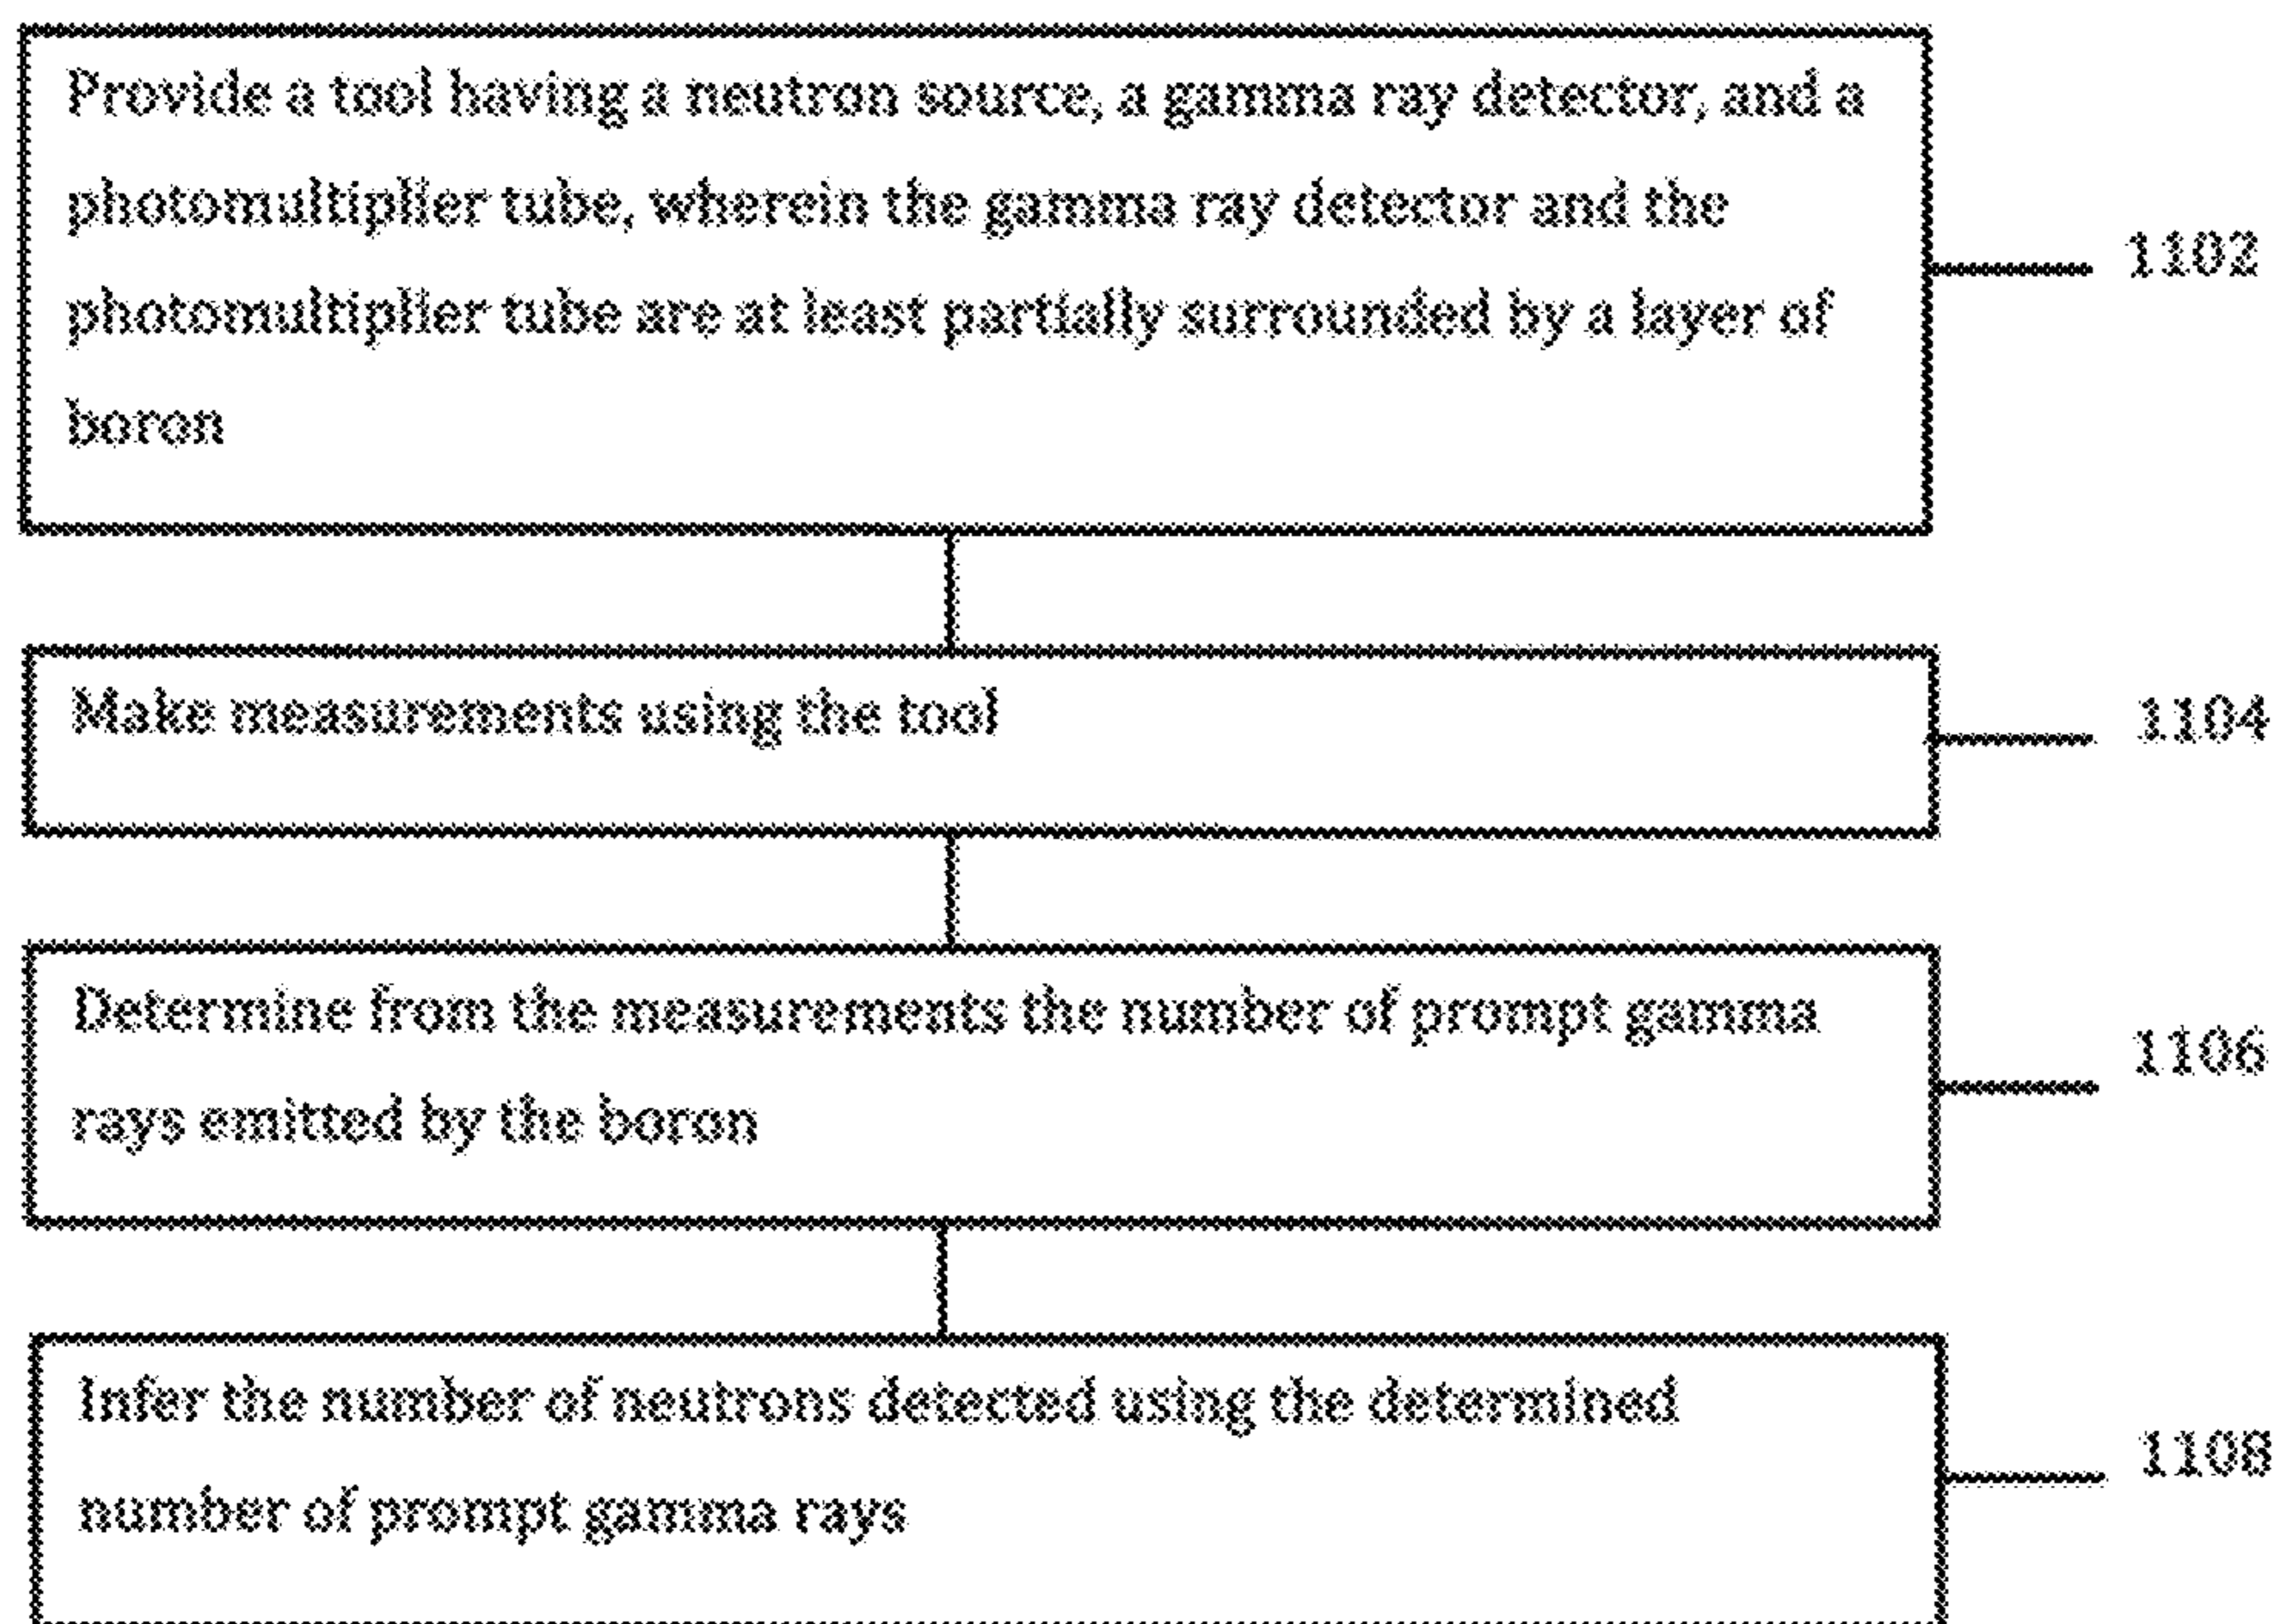 Provide a tool having a neutron source, a gamma ray detector, and a
photomultiplier tube, wherein the gamma ray detector and the
photomultiplier tube are at least partially surrounded by a layer of
boron
1102
Make measurements using the tool
1104
Determine from the measurements the number of prompt gamma
rays emitted by the boron
1106
Infer the number of neutrons detected using the determined
number of prompt gamma rays
1108